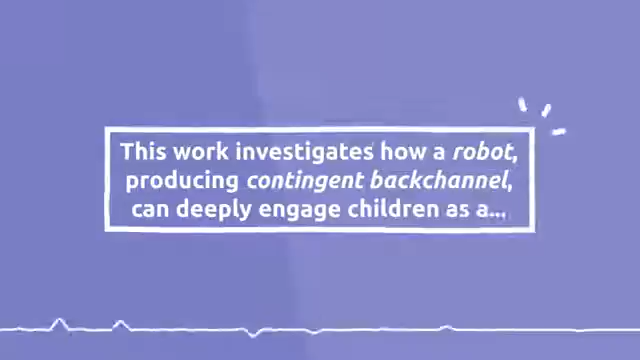 This work investigates how a robot,
producing contingent backchannel,
can deeply engage children as a...